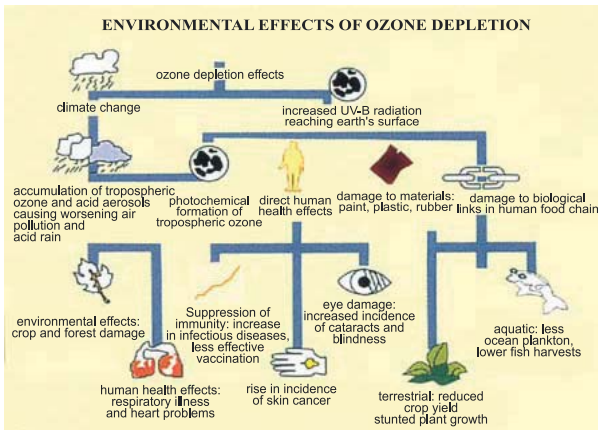 ENVIRONMENTAL EFFECTS OF OZONE DEPLETION
ozone depletion effects
climate change
increased UV-B radiation
reaching earth's surface
accumulation of tropospheric
ozone and acid aerosols
causing worsening air
pollution and
acid rain
photochemical
formation of
tropospheric ozone
direct human
health effects
damage to materials:
paint, plastic, rubber
damage to biological
links in human food chain
environmental effects:
crop and forest damage
Suppression of
immunity: increase
in infectious diseases,
less effective
vaccination
eye damage:
increased incidence
of cataracts and
blindness
aquatic: less
ocean plankton,
lower fish harvests
human health effects:
respiratory illness
and heart problems
rise in incidence
of skin cancer
terrestrial: reduced
crop yield
stunted plant growth